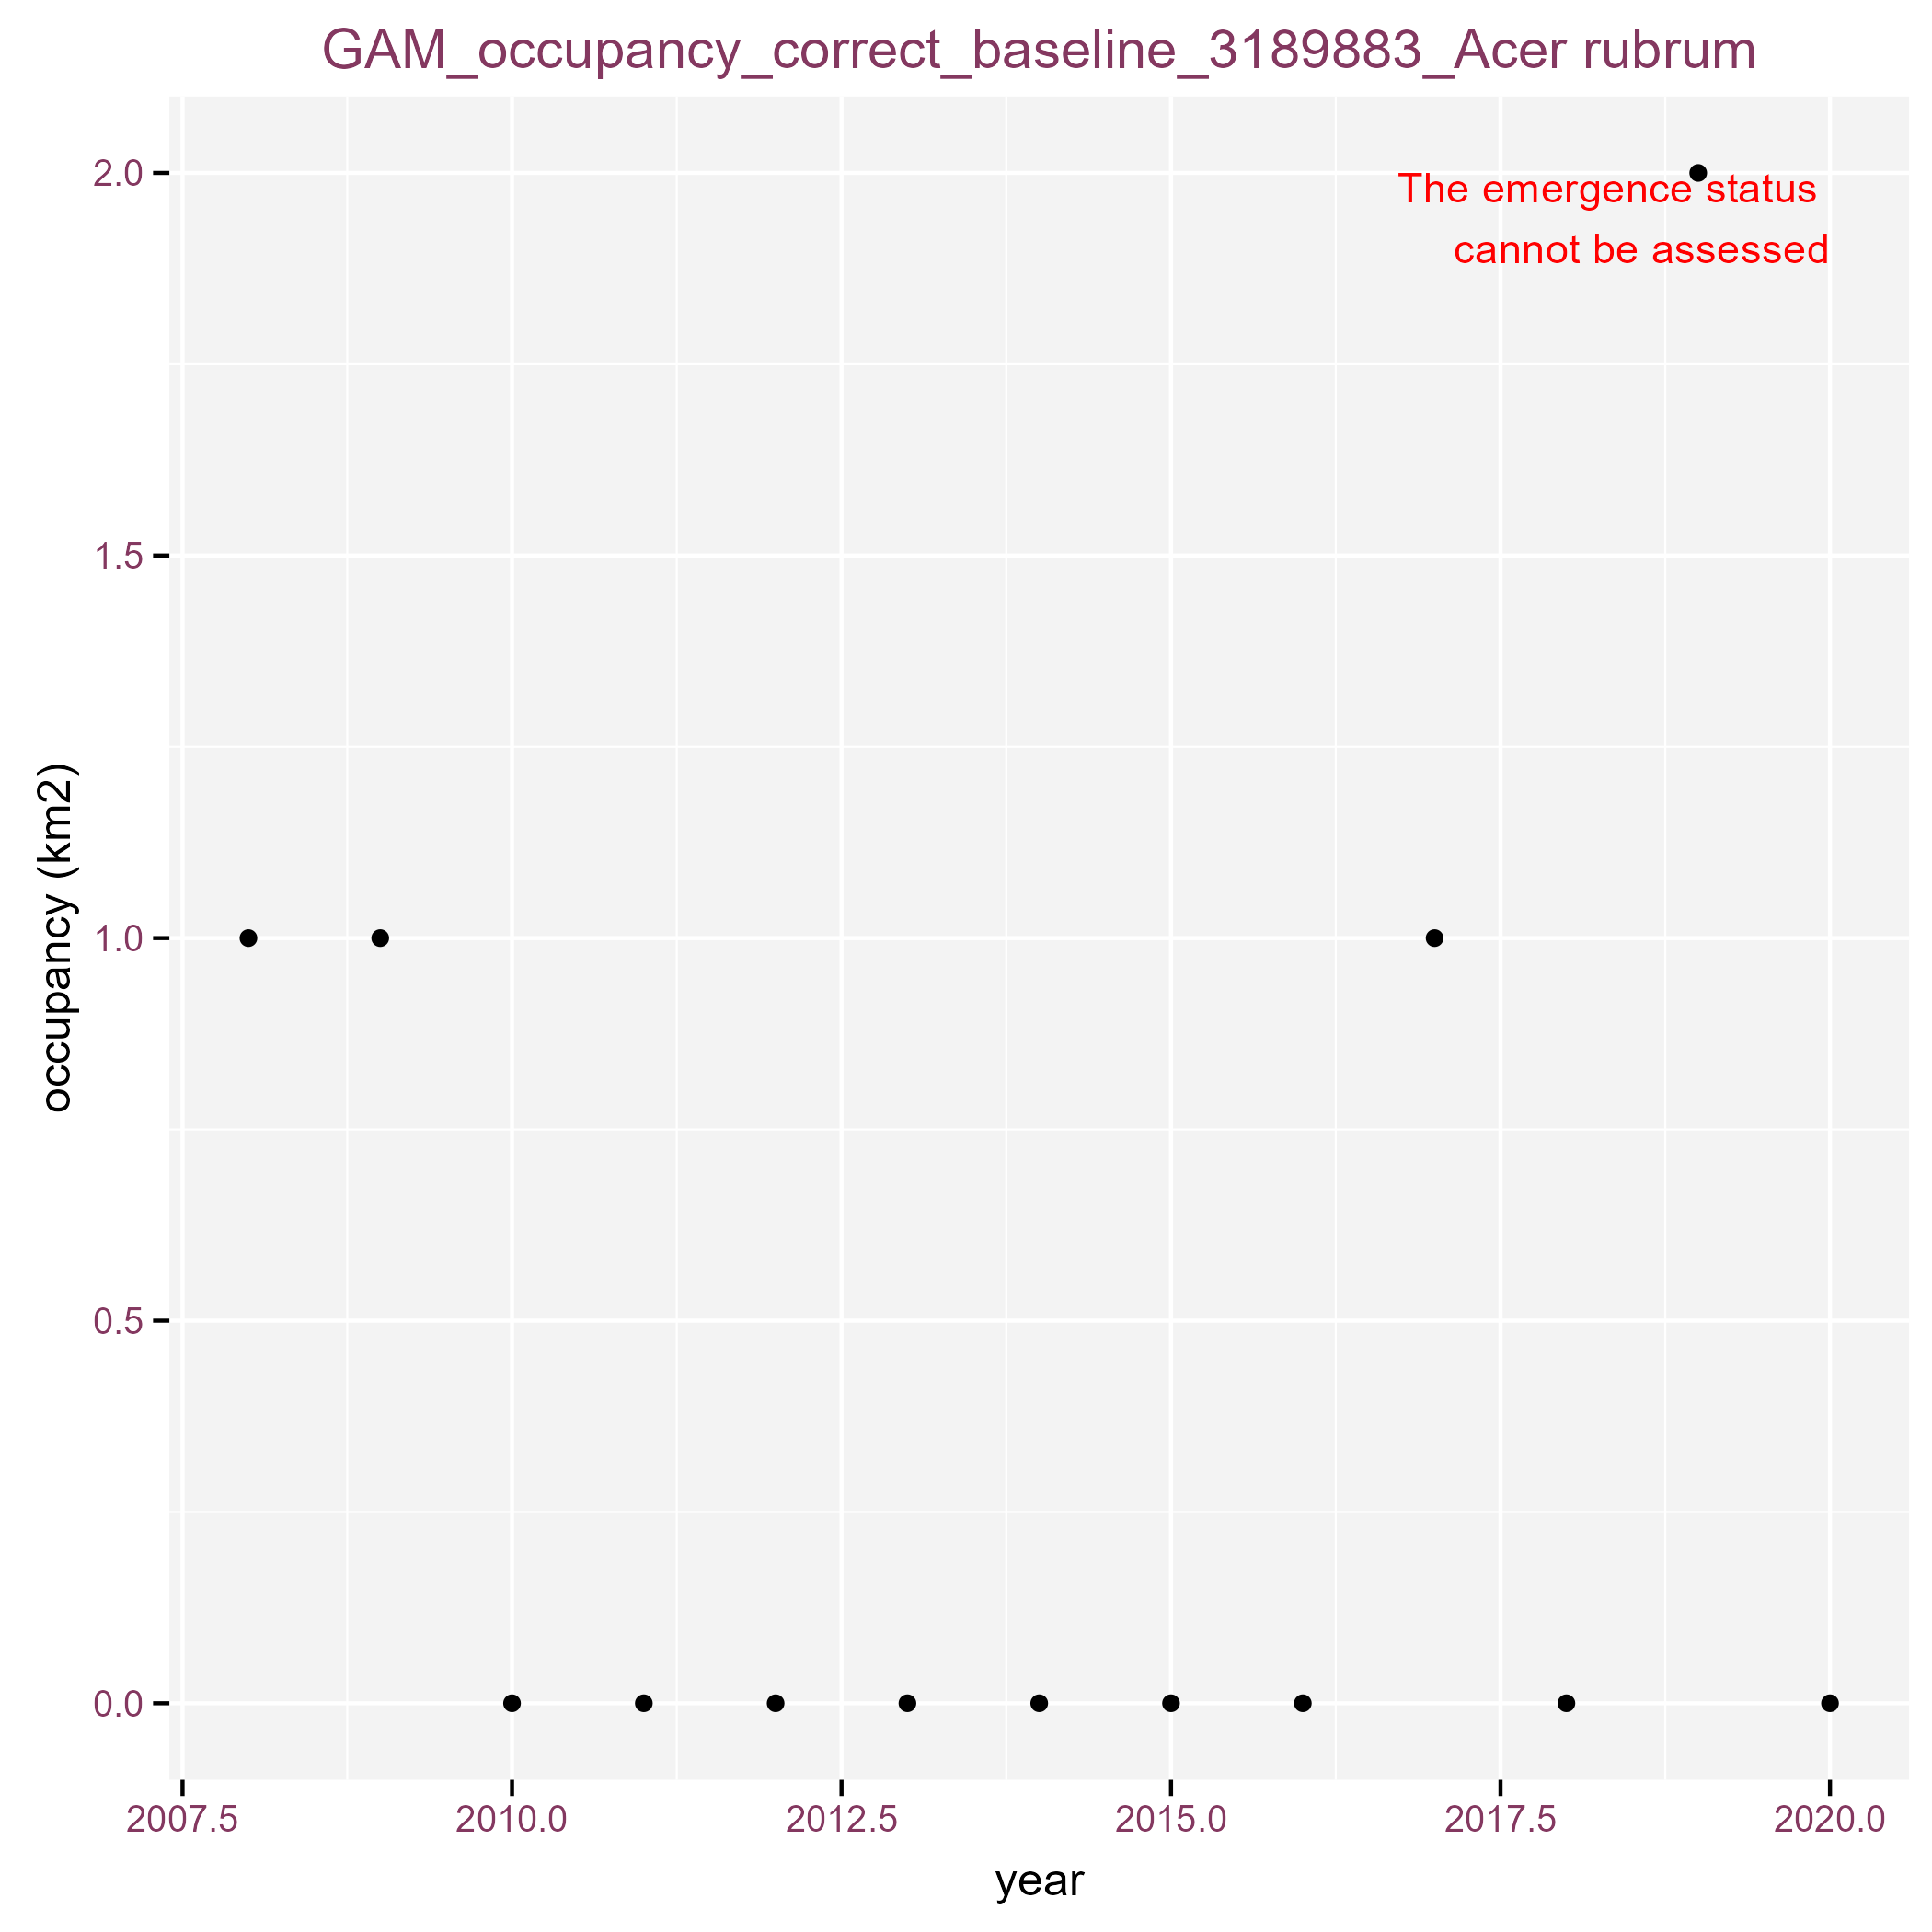 GAM_occupancy_correct_baseline_3189883_Acer rubrum
2.0
The emergence status
cannot be assessed
1.5
occupancy (km2)
1.0
0.5
0.0
2007.5 2010.0 2012.5 2015.0 2017.5 2020.0
year